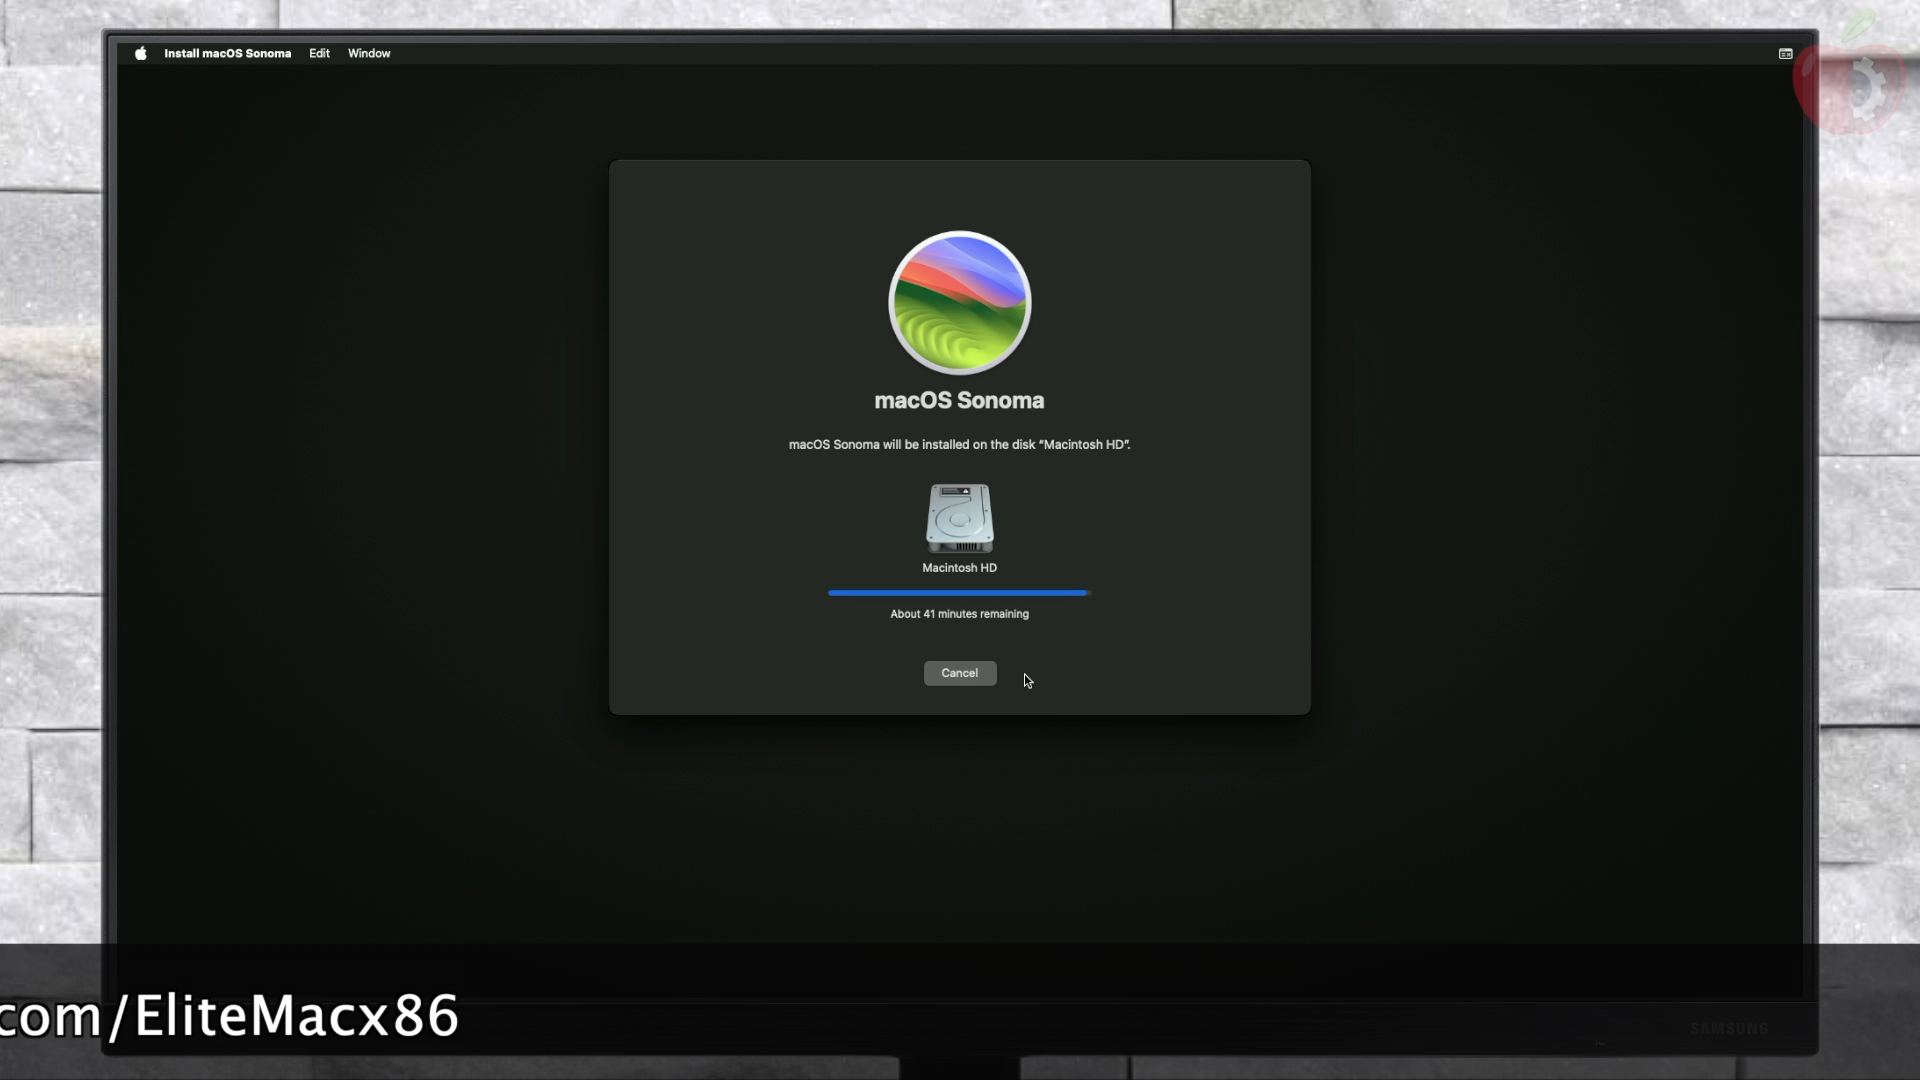 Install macOS Sonoma Edit Window
macOS Sonoma
macOS Sonoma will be installed on the disk “Macintosh HD”.
Macintosh HD
About 41 minutes remaining
Cancel
com/EliteMacx86
SAMSUNG